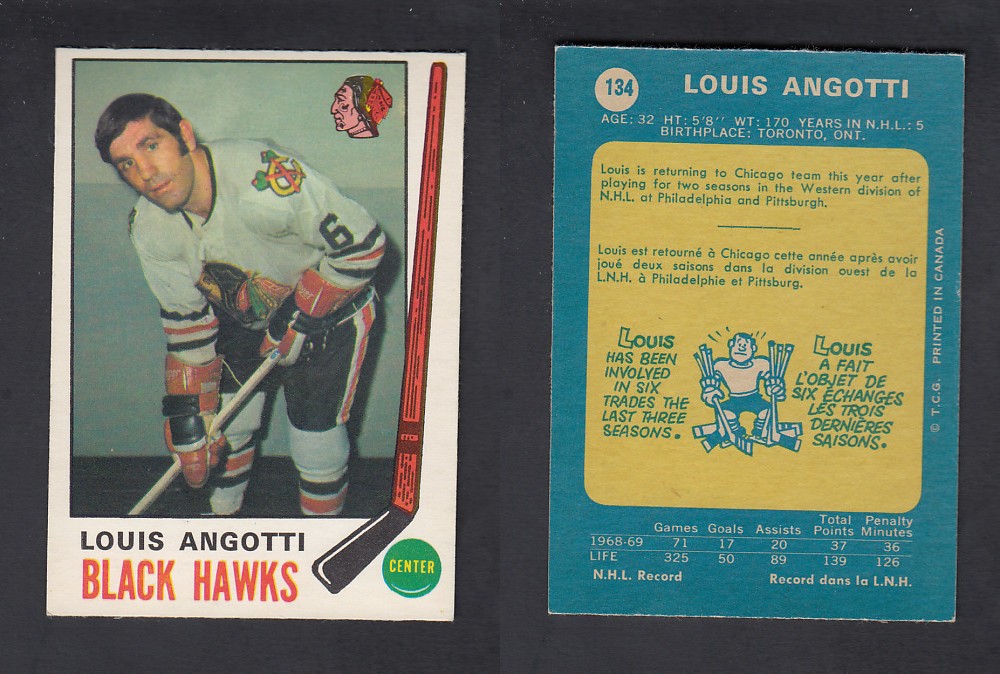 6
LOUIS ANGOTTI
BLACK HAWKS
CENTER
134
LOUIS ANGOTTI
AGE: 32 HT: 5'8'' WT: 170 YEARS IN N.H.L.: 5
BIRTHPLACE: TORONTO, ONT.
Louis is returning to Chicago team this year after
playing for two seasons in the Western division of
N.H.L. at Philadelphia and Pittsburgh.
Louis est retourné à Chicago cette année après avoir
joué deux saisons dans la division ouest de la
L.N.H. à Philadelphie et Pittsburg.
LOUIS
HAS BEEN
INVOLVED
IN SIX
TRADES THE
LAST THREE
SEASONS.
LOUIS
A FAIT
L'OBJET DE
SIX ÉCHANGES
LES TROIS
DERNIÈRES
SAISONS.
© T.C.G. PRINTED IN CANADA
Games Goals Assists Total Points Penalty Minutes
1968-69 71 17 20 37 36
LIFE 325 50 89 139 126
N.H.L. Record Record dans la L.N.H.